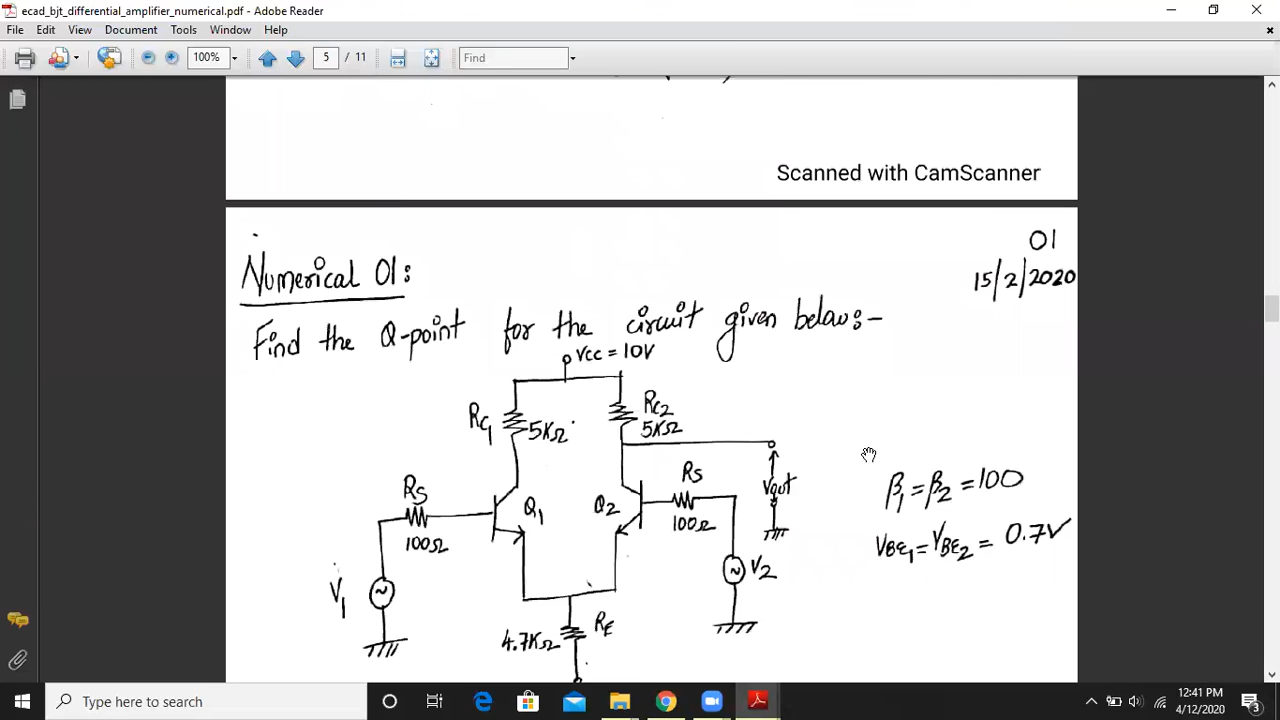 ecad_bjt_differential_amplifier_numerical.pdf - Adobe Reader
File Edit View Document Tools Window Help
5 / 11 100% Find
Scanned with CamScanner
01
15/2/2020
Numerical 01:
Find the Q-point for the circuit given below:-
VCC = 10V
RC1 5KΩ
RC2 5KΩ
RS 100Ω
Q1
Q2
RS 100Ω
Vout
β1 = β2 = 100
VBE1 = VBE2 = 0.7V
V1
V2
4.7KΩ RE
Type here to search
12:41 PM
4/12/2020
3